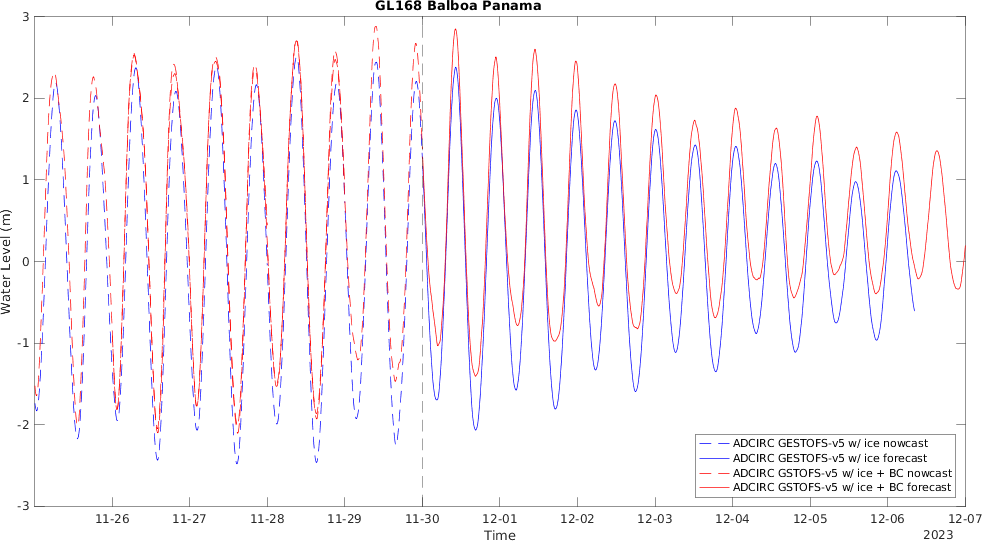 GL168 Balboa Panama
3
2
1
0
-1
-2
-3
Water Level (m)
ADCIRC GESTOFS-v5 w/ ice nowcast
ADCIRC GESTOFS-v5 w/ ice forecast
ADCIRC GSTOFS-v5 w/ ice + BC nowcast
ADCIRC GSTOFS-v5 w/ ice + BC forecast
11-26 11-27 11-28 11-29 11-30 12-01 12-02 12-03 12-04 12-05 12-06 12-07
Time
2023